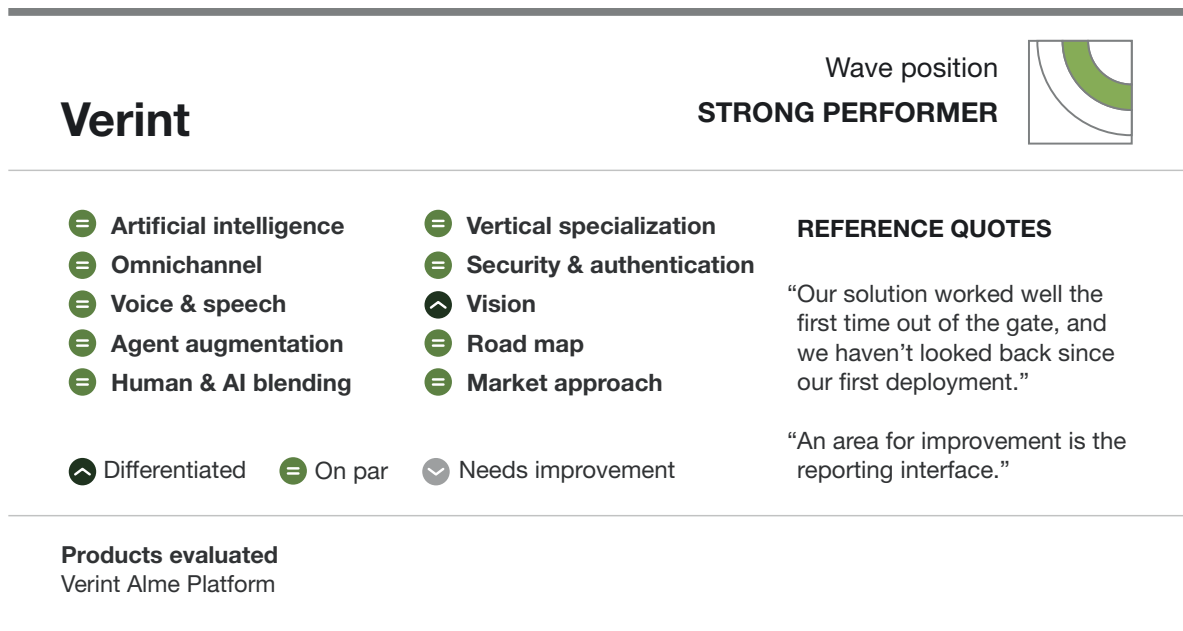 Verint
Wave position
STRONG PERFORMER
Artificial intelligence
Omnichannel
Voice & speech
Agent augmentation
Human & AI blending
Vertical specialization
Security & authentication
Vision
Road map
Market approach
Differentiated
On par
Needs improvement
REFERENCE QUOTES
“Our solution worked well the
first time out of the gate, and
we haven’t looked back since
our first deployment.”
“An area for improvement is the
reporting interface.”
Products evaluated
Verint Alme Platform